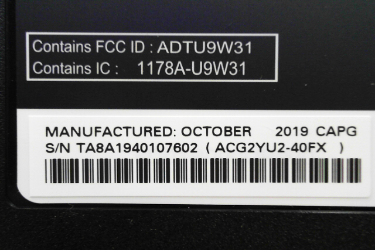 Contains FCC ID : ADTU9W31
Contains IC : 1178A-U9W31
MANUFACTURED: OCTOBER 2019 CAPG
S/N TA8A1940107602 ( ACG2YU2-40FX )